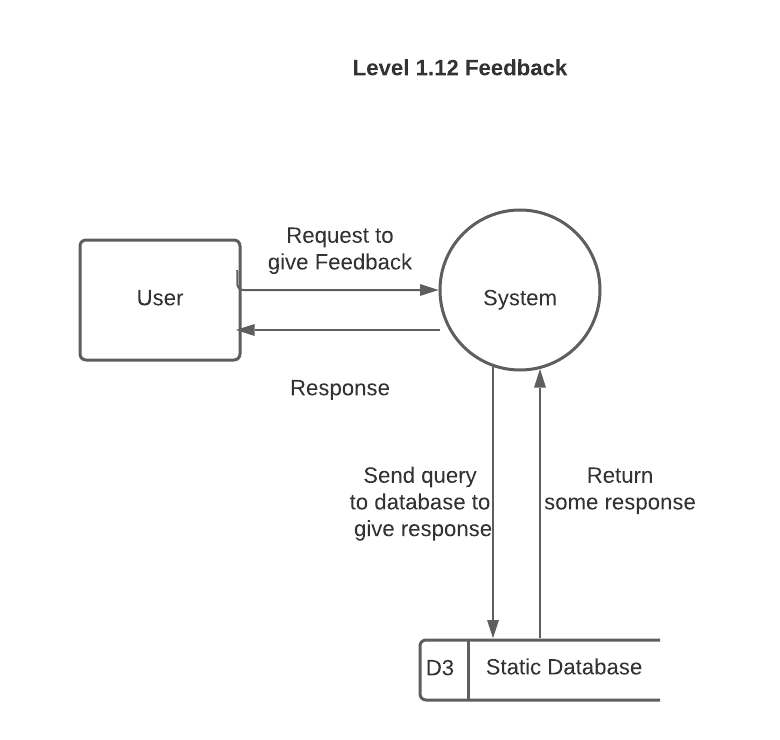 Level 1.12 Feedback
Request to
give Feedback
User
System
Response
Send query
to database to
give response
Return
some response
D3
Static Database